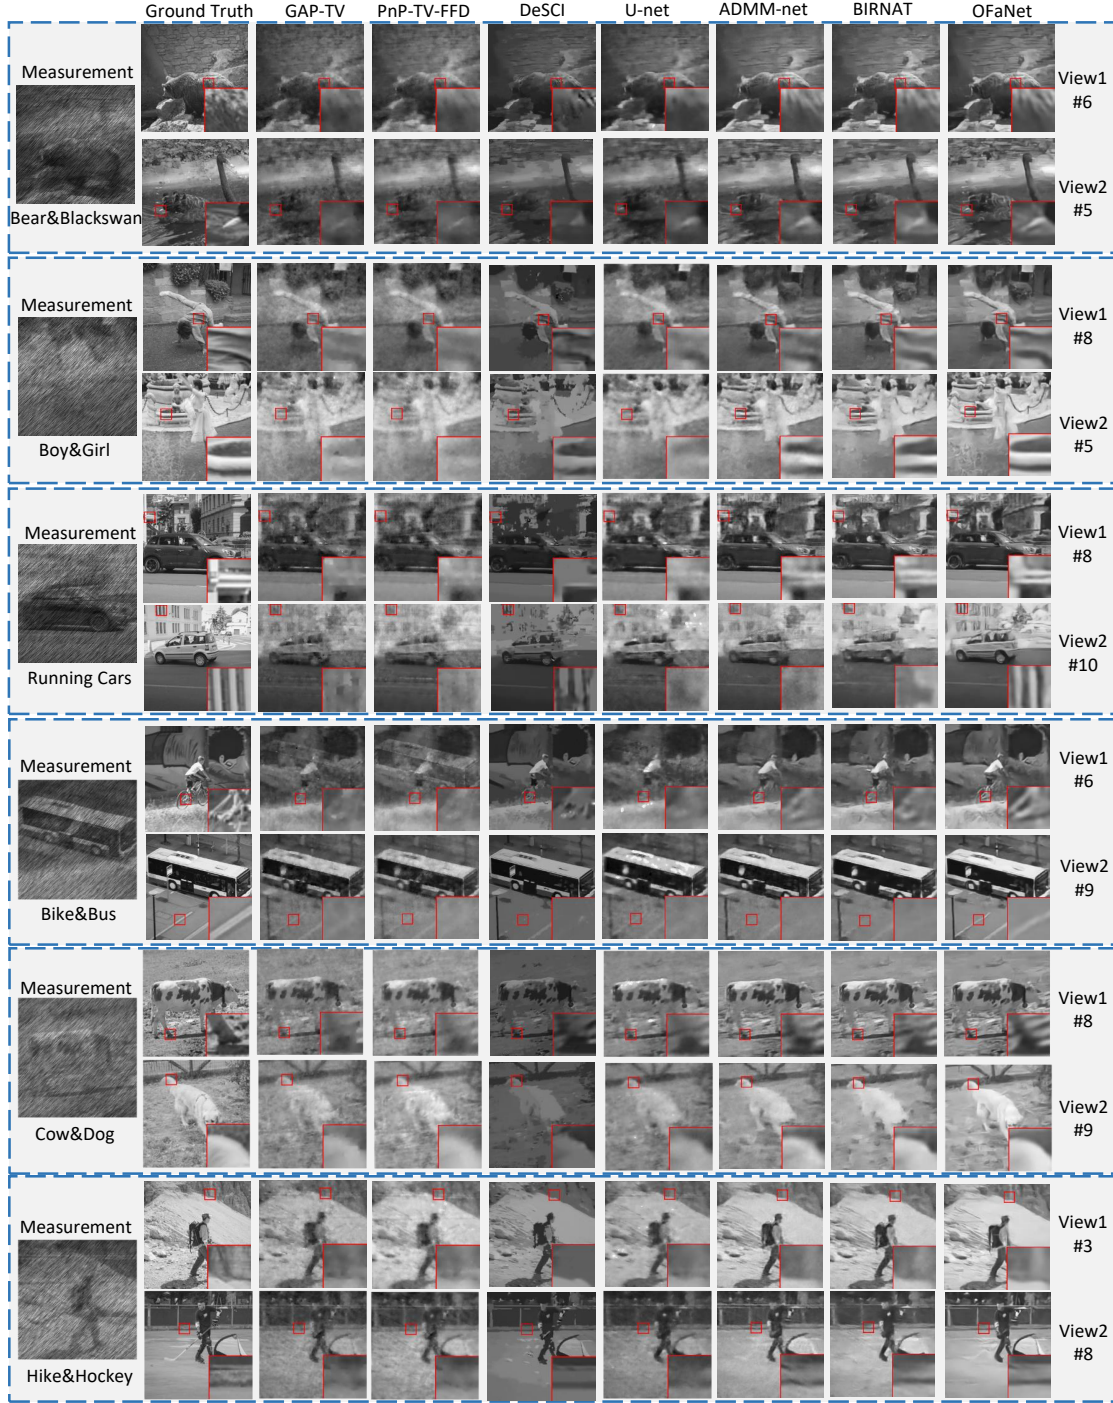 Ground Truth GAP-TV PnP-TV-FFD DeSCI U-net ADMM-net BIRNAT OFaNet
Measurement
Bear&Blackswan
View1
#6
View2
#5
Measurement
Boy&Girl
View1
#8
View2
#5
Measurement
Running Cars
View1
#8
View2
#10
Measurement
Bike&Bus
View1
#6
View2
#9
Measurement
Cow&Dog
View1
#8
View2
#9
Measurement
Hike&Hockey
View1
#3
View2
#8